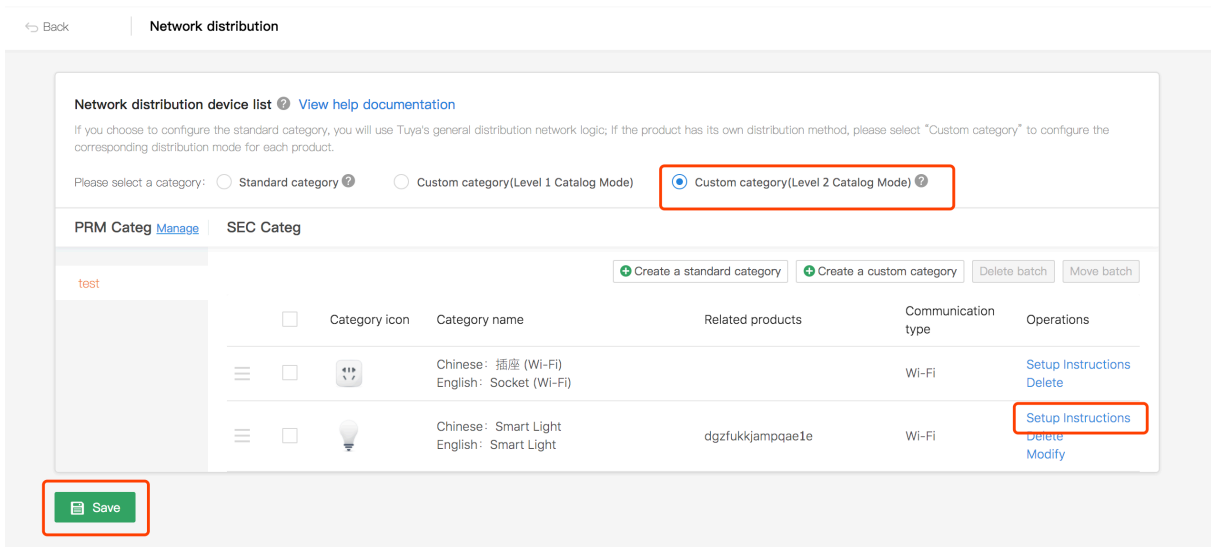 Back
Network distribution
Network distribution device list ? View help documentation
If you choose to configure the standard category, you will use Tuya's general distribution network logic; If the product has its own distribution method, please select "Custom category" to configure the
corresponding distribution mode for each product.
Please select a category: Standard category ? Custom category(Level 1 Catalog Mode) Custom category(Level 2 Catalog Mode) ?
PRM Categ Manage SEC Categ
test
Create a standard category Create a custom category Delete batch Move batch
Category icon Category name Related products Communication type Operations
Chinese: 插座 (Wi-Fi)
English: Socket (Wi-Fi)
Wi-Fi
Setup Instructions
Delete
Chinese: Smart Light
English: Smart Light
dgzfukkjampqae1e
Wi-Fi
Setup Instructions
Delete
Modify
Save